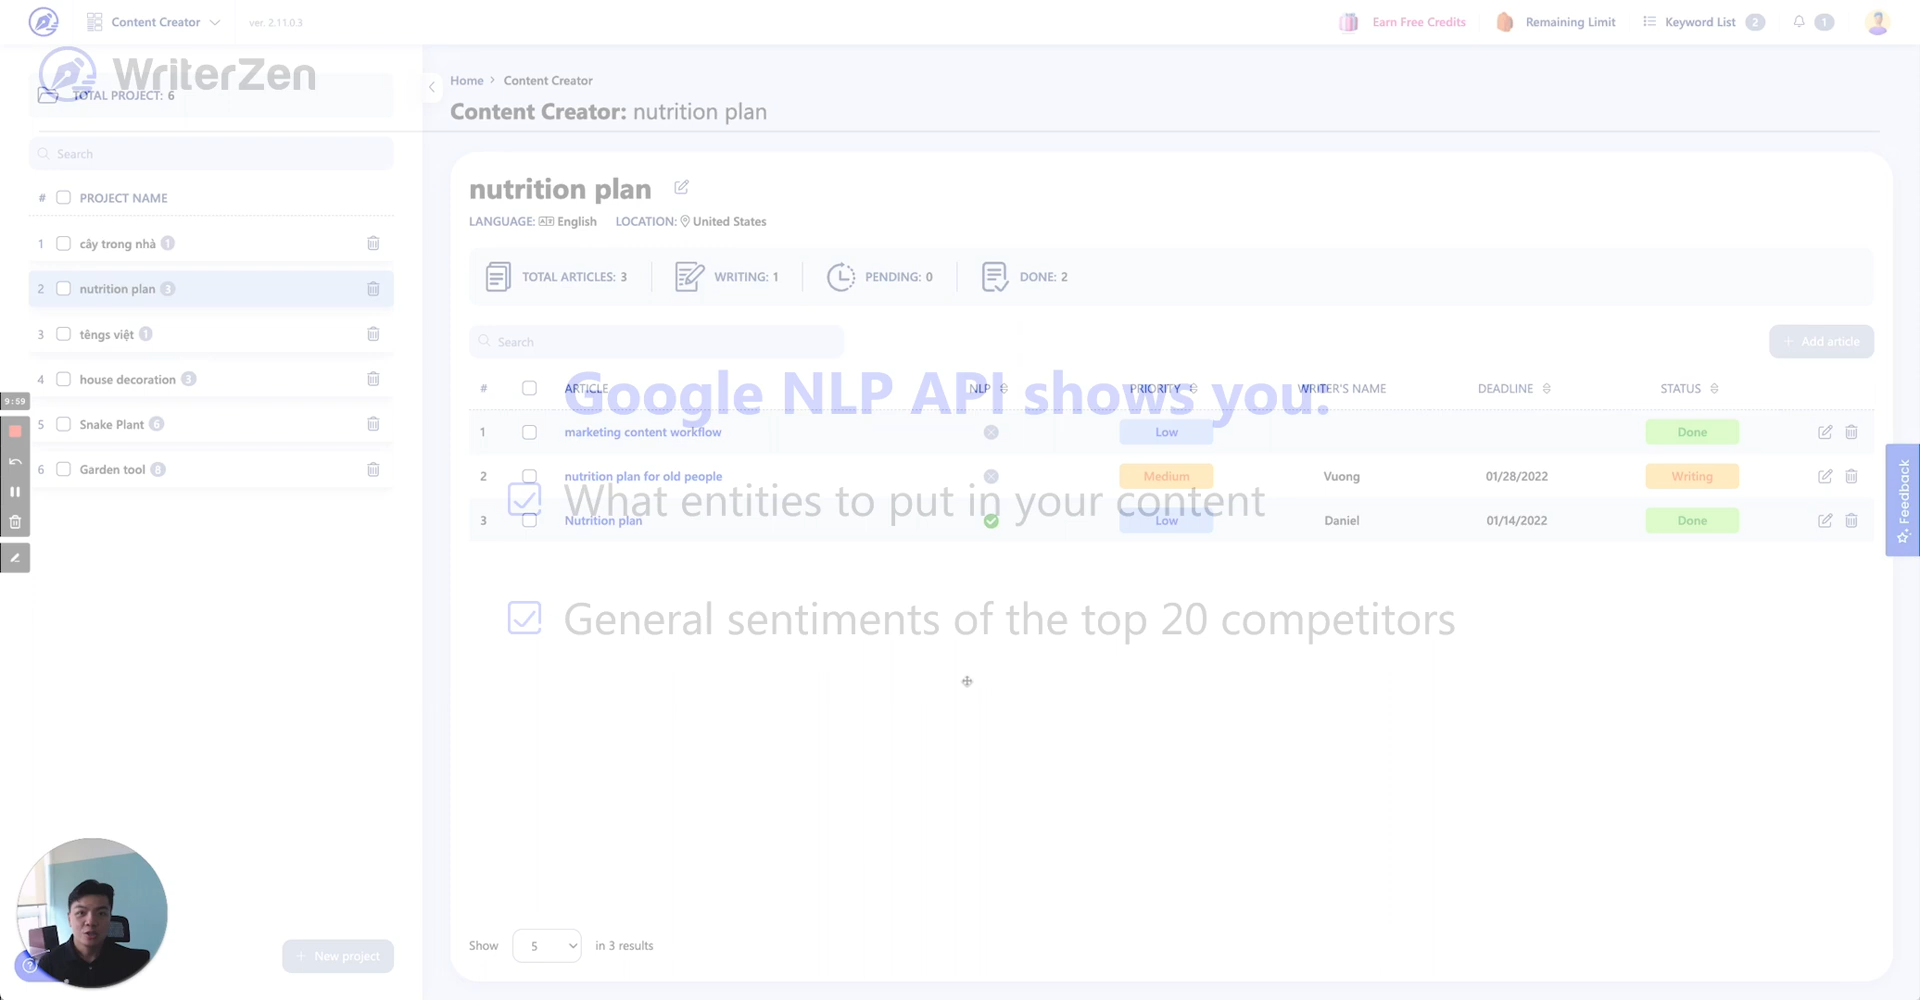 Content Creator
ver. 2.11.0.3
Earn Free Credits
Remaining Limit
Keyword List 2
1
WriterZen
TOTAL PROJECT: 6
Home > Content Creator
Content Creator: nutrition plan
Search
# PROJECT NAME
1 cây trong nhà 1
2 nutrition plan 3
3 têngs việt 1
4 house decoration 3
5 Snake Plant 6
6 Garden tool 8
nutrition plan
LANGUAGE: English LOCATION: United States
TOTAL ARTICLES: 3 WRITING: 1 PENDING: 0 DONE: 2
Search
+ Add article
# ARTICLE NLP PRIORITY WRITER'S NAME DEADLINE STATUS
Google NLP API shows you:
1 marketing content workflow Low Done
2 nutrition plan for old people Medium Vuong 01/28/2022 Writing
What entities to put in your content
3 Nutrition plan Low Daniel 01/14/2022 Done
General sentiments of the top 20 competitors
9:59
Feedback
Show 5 in 3 results
+ New project